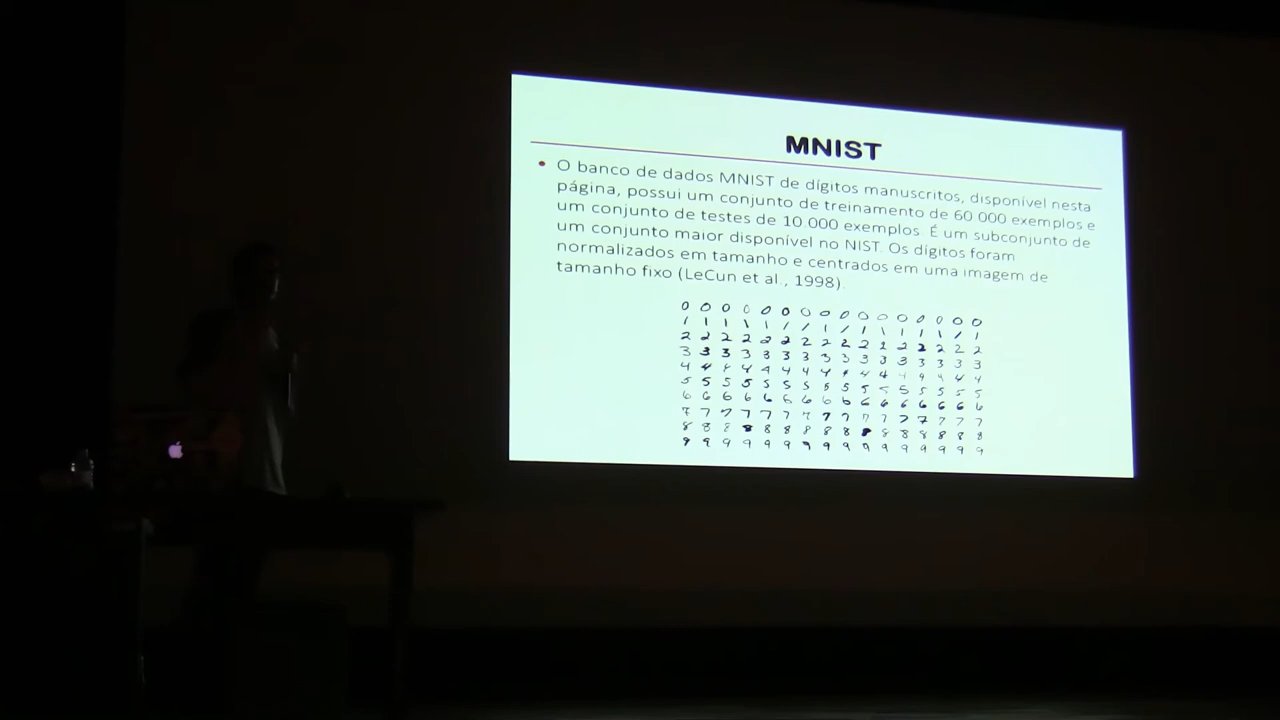 MNIST
• O banco de dados MNIST de dígitos manuscritos, disponível nesta
página, possui um conjunto de treinamento de 60.000 exemplos e
um conjunto de testes de 10.000 exemplos. É um subconjunto de
um conjunto maior disponível no NIST. Os dígitos foram
normalizados em tamanho e centrados em uma imagem de
tamanho fixo (LeCun et al., 1998).
0 0 0 0 0 0 0 0 0 0 0 0 0 0 0 0
1 1 1 1 1 1 1 1 1 1 1 1 1 1 1 1
2 2 2 2 2 2 2 2 2 2 2 2 2 2 2 2
3 3 3 3 3 3 3 3 3 3 3 3 3 3 3 3
4 4 4 4 4 4 4 4 4 4 4 4 4 4 4 4
5 5 5 5 5 5 5 5 5 5 5 5 5 5 5 5
6 6 6 6 6 6 6 6 6 6 6 6 6 6 6 6
7 7 7 7 7 7 7 7 7 7 7 7 7 7 7 7
8 8 8 8 8 8 8 8 8 8 8 8 8 8 8 8
9 9 9 9 9 9 9 9 9 9 9 9 9 9 9 9